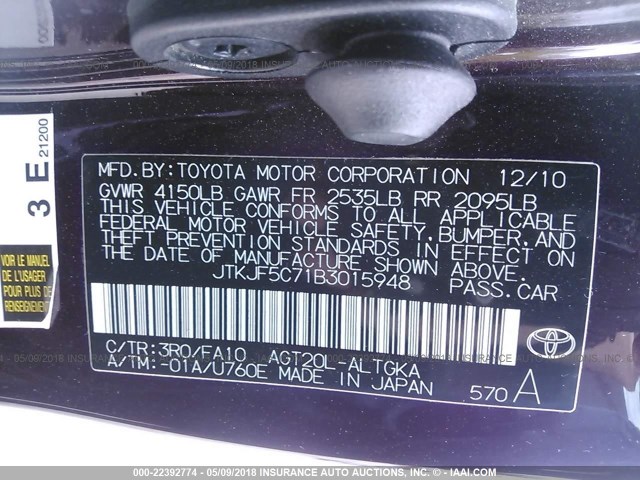 MFD.BY:TOYOTA MOTOR CORPORATION 12/10
GVWR 4150LB GAWR FR 2535LB RR 2095LB
THIS VEHICLE CONFORMS TO ALL APPLICABLE
FEDERAL MOTOR VEHICLE SAFETY,BUMPER,AND
THEFT PREVENTION STANDARDS IN EFFECT ON
THE DATE OF MANUFACTURE SHOWN ABOVE.
JTKJF5C71B3015948 PASS.CAR
C/TR:3R0/FA10 AGT20L-ALTGKA
A/TM:-01A/U760E MADE IN JAPAN
570A
3 E
21200
VOIR LE MANUEL
DE L'USAGER
POUR PLUS DE
000-22392774 - 05/09/2018 INSURANCE AUTO AUCTIONS, INC. - IAAI.COM